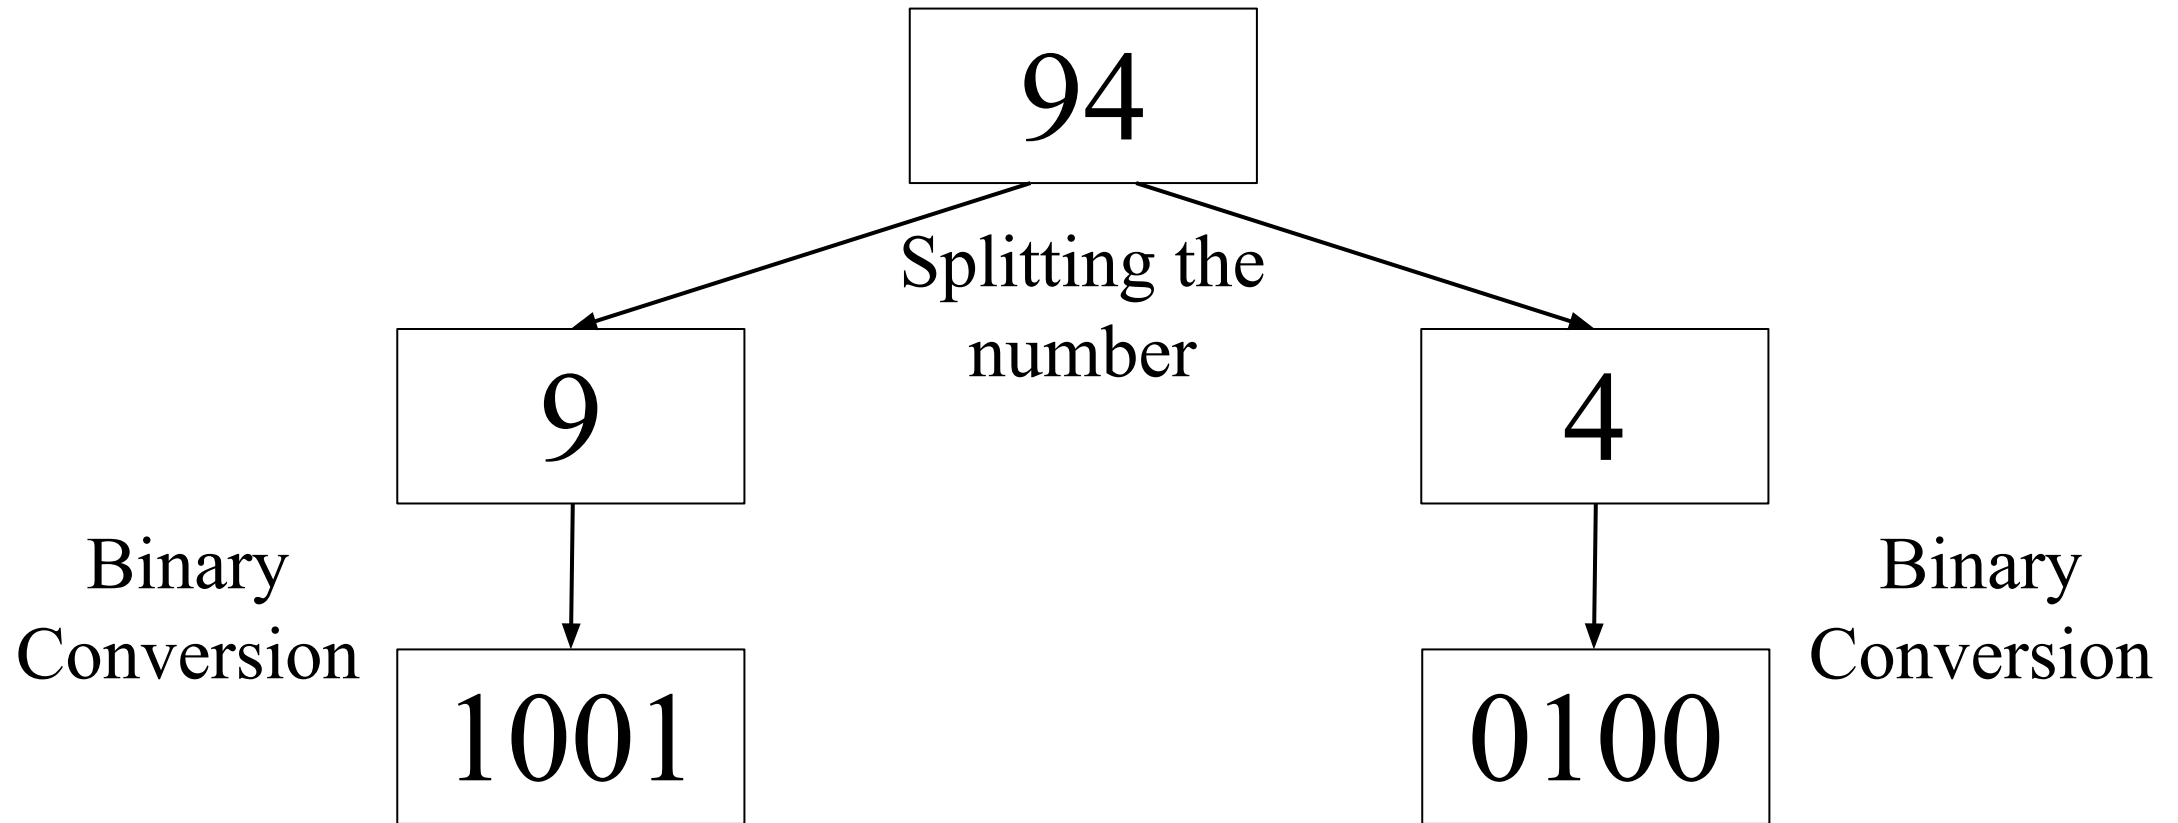 94
Splitting the
number
9
4
Binary
Conversion
Binary
Conversion
1001
0100